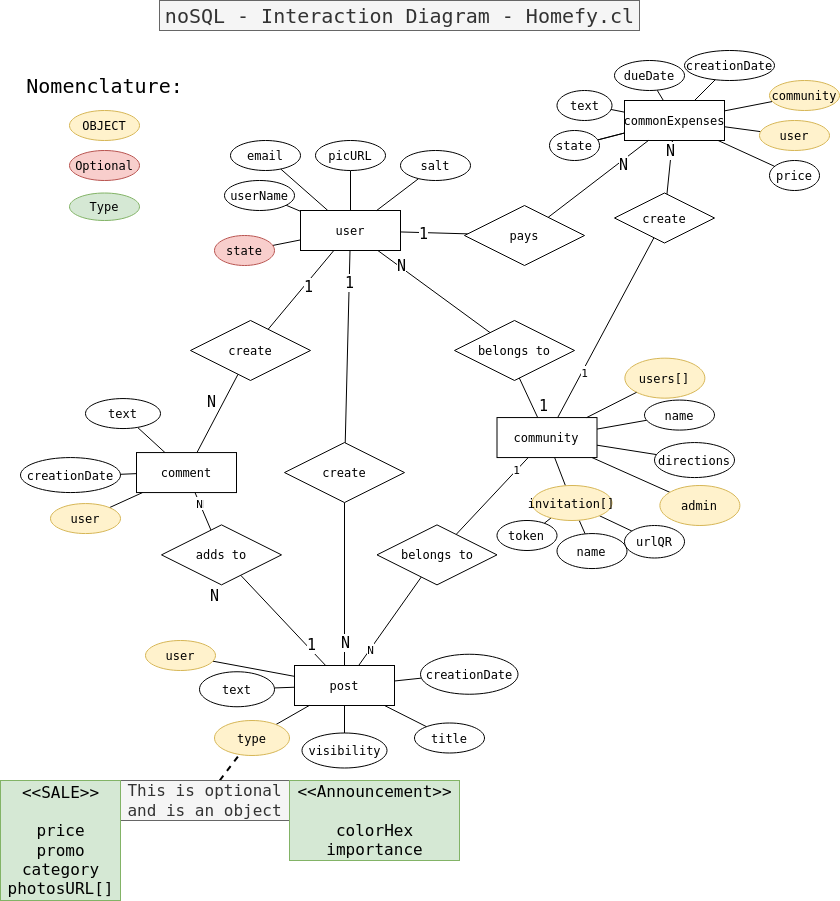 noSQL - Interaction Diagram - Homefy.cl
Nomenclature:
OBJECT
Optional
Type
dueDate
creationDate
text
community
commonExpenses
user
state
price
email
picURL
salt
userName
user
state
1
pays
N
N
create
1
1
N
create
belongs to
1
1
N
users[]
name
text
community
directions
comment
create
creationDate
1
user
N
invitation[]
admin
token
name
urlQR
adds to
belongs to
N
1
N
N
user
text
post
creationDate
type
visibility
title
<<SALE>>
price
promo
category
photosURL[]
This is optional
and is an object
<<Announcement>>
colorHex
importance